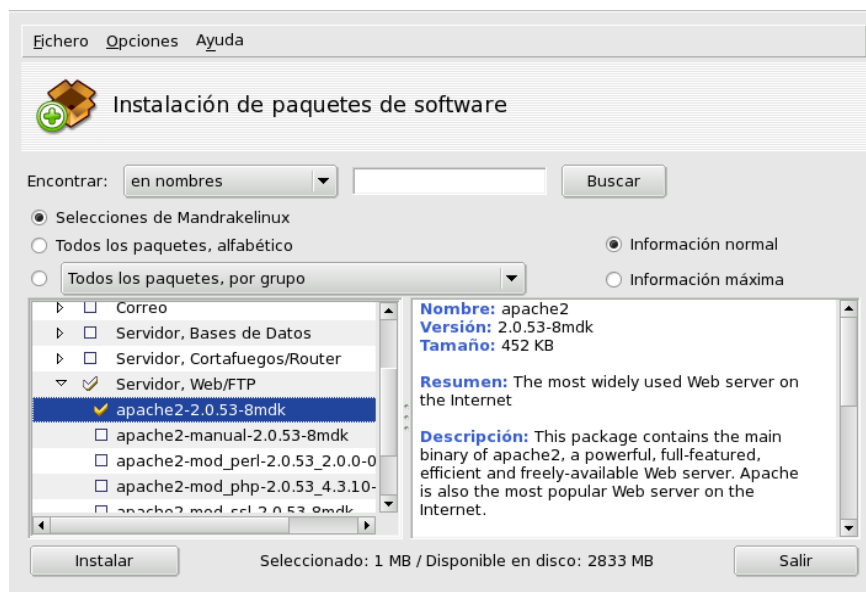 Fichero Opciones Ayuda
Instalación de paquetes de software
Encontrar: en nombres Buscar
Selecciones de Mandrakelinux
Todos los paquetes, alfabético
Información normal
Todos los paquetes, por grupo
Información máxima
Correo
Servidor, Bases de Datos
Servidor, Cortafuegos/Router
Servidor, Web/FTP
apache2-2.0.53-8mdk
apache2-manual-2.0.53-8mdk
apache2-mod_perl-2.0.53_2.0.0-0
apache2-mod_php-2.0.53_4.3.10-
apache2-mod_ssl-2.0.53-8mdk
Nombre: apache2
Versión: 2.0.53-8mdk
Tamaño: 452 KB
Resumen: The most widely used Web server on
the Internet
Descripción: This package contains the main
binary of apache2, a powerful, full-featured,
efficient and freely-available Web server. Apache
is also the most popular Web server on the
Internet.
Instalar
Seleccionado: 1 MB / Disponible en disco: 2833 MB
Salir